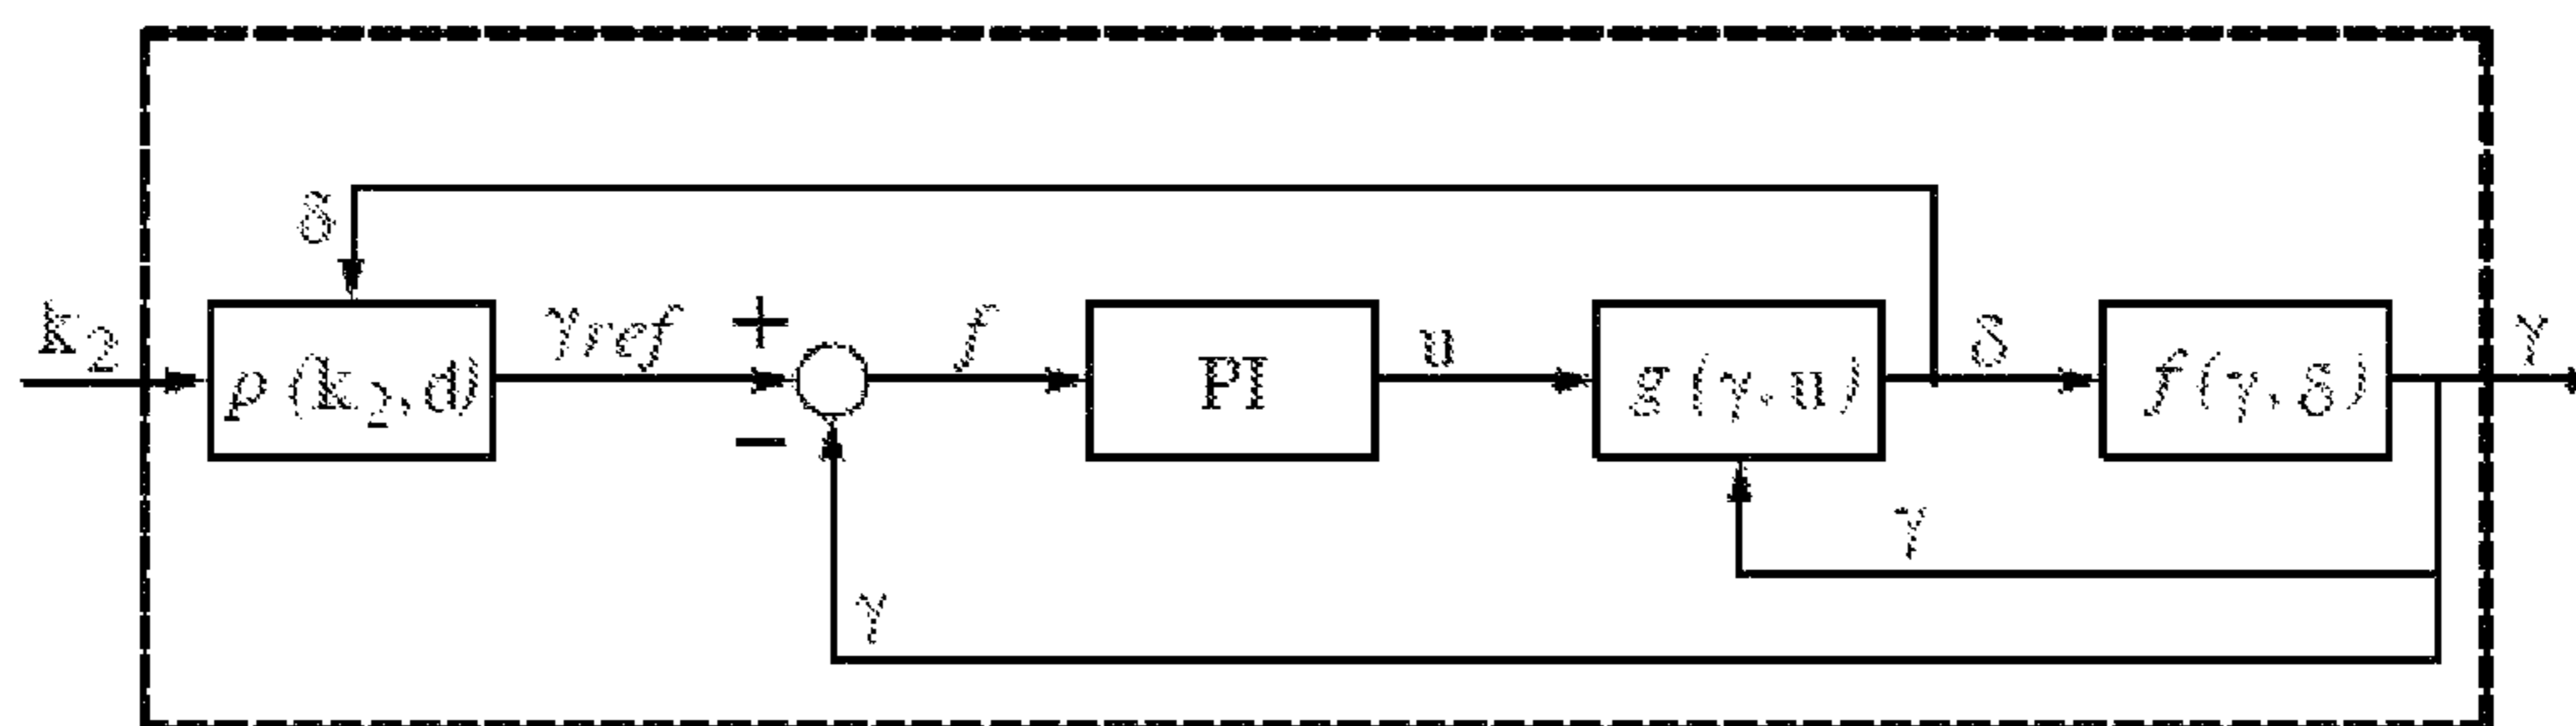 δ
k₂
ρ (k₂, d)
γref
+
−
f
PI
u
g (γ, u)
δ
f (γ, δ)
γ
γ
γ